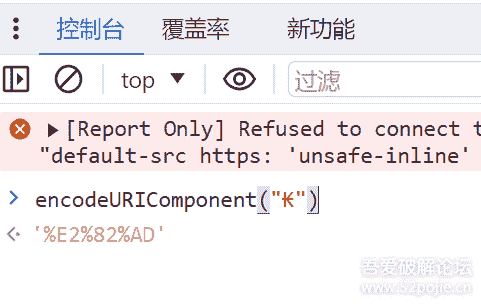 控制台 覆盖率 新功能
top 过滤
[Report Only] Refused to connect t
"default-src https: 'unsafe-inline'
encodeURIComponent("₭")
'%E2%82%AD'
吾爱破解论坛
www.52pojie.cn